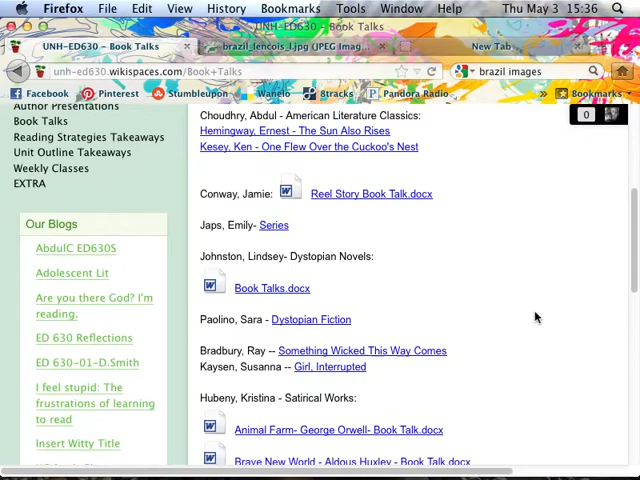 Firefox File Edit View History Bookmarks Tools Window Help Thu May 3 15:36
UNH-ED630 - Book Talks
UNH-ED630 - Book Talks brazil_lencois_l.jpg (JPEG Imag... New Tab
unh-ed630.wikispaces.com/Book+Talks brazil images
Facebook Pinterest StumbleUpon Wanelo 8tracks Pandora Radio Bookmarks
Author Presentations
Book Talks
Reading Strategies Takeaways
Unit Outline Takeaways
Weekly Classes
EXTRA
Our Blogs
AbdulC ED630S
Adolescent Lit
Are you there God? I'm
reading.
ED 630 Reflections
ED 630-01-D.Smith
I feel stupid: The
frustrations of learning
to read
Insert Witty Title
0
Choudhry, Abdul - American Literature Classics:
Hemingway, Ernest - The Sun Also Rises
Kesey, Ken - One Flew Over the Cuckoo's Nest
Conway, Jamie: Reel Story Book Talk.docx
Japs, Emily- Series
Johnston, Lindsey- Dystopian Novels:
Book Talks.docx
Paolino, Sara - Dystopian Fiction
Bradbury, Ray -- Something Wicked This Way Comes
Kaysen, Susanna -- Girl, Interrupted
Hubeny, Kristina - Satirical Works:
Animal Farm- George Orwell- Book Talk.docx
Brave New World - Aldous Huxley - Book Talk.docx